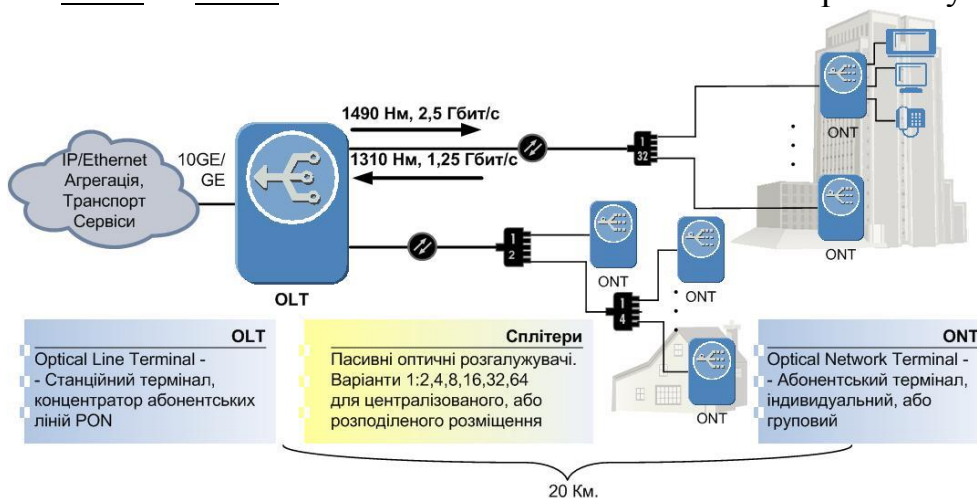 1490 Нм, 2,5 Гбит/с
1310 Нм, 1,25 Гбит/с
IP/Ethernet
Агрегація,
Транспорт
Сервіси
10GE/
GE
OLT
1
32
ONT
ONT
1
2
ONT
ONT
1
4
ONT
OLT
Optical Line Terminal -
- Станційний термінал,
концентратор абонентських
ліній PON
Сплітери
Пасивні оптичні розгалужувачі.
Варіанти 1:2,4,8,16,32,64
для централізованого, або
розподіленого розміщення
ONT
Optical Network Terminal -
- Абонентський термінал,
індивидуальний, або
груповий
20 Км.